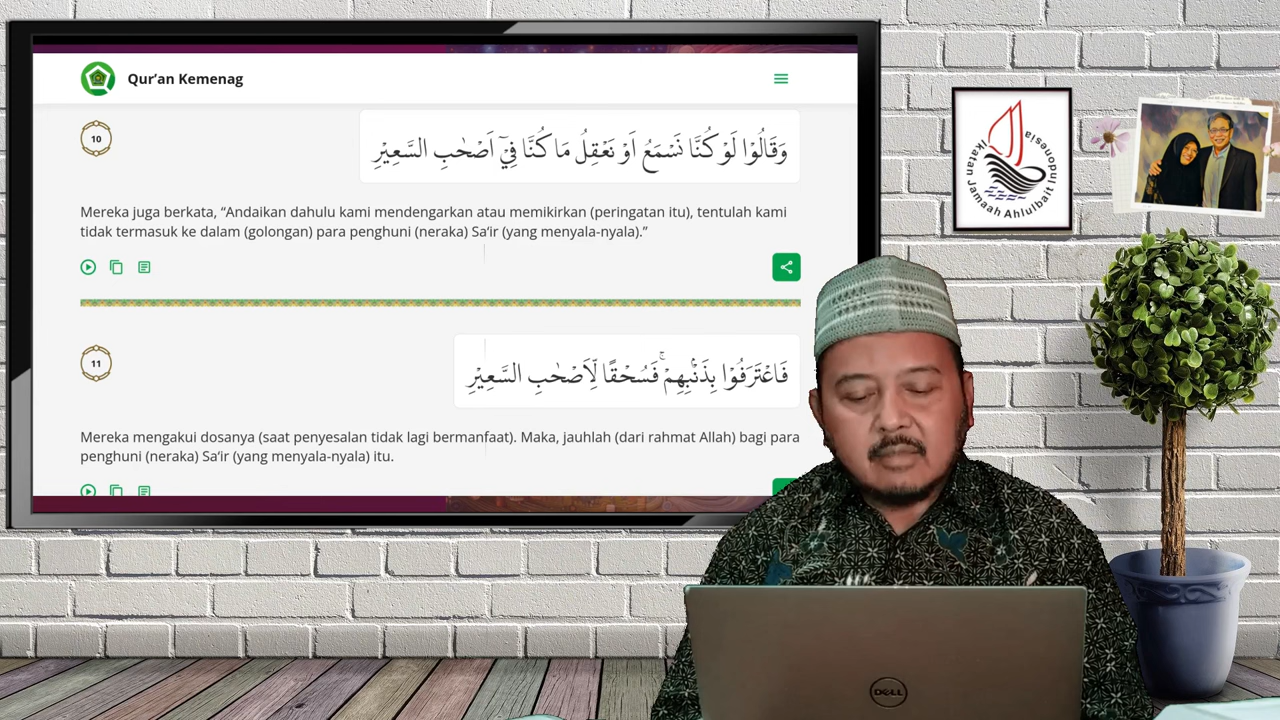 Qur'an Kemenag
10
وَقَالُوْا لَوْ كُنَّا نَسْمَعُ اَوْ نَعْقِلُ مَا كُنَّا فِيْٓ اَصْحٰبِ السَّعِيْرِ
Mereka juga berkata, “Andaikan dahulu kami mendengarkan atau memikirkan (peringatan itu), tentulah kami
tidak termasuk ke dalam (golongan) para penghuni (neraka) Sa‘ir (yang menyala-nyala).”
11
فَاعْتَرَفُوْا بِذَنْۢبِهِمْۚ فَسُحْقًا لِّاَصْحٰبِ السَّعِيْرِ
Mereka mengakui dosanya (saat penyesalan tidak lagi bermanfaat). Maka, jauhlah (dari rahmat Allah) bagi para
penghuni (neraka) Sa‘ir (yang menyala-nyala) itu.
Ikatan Jamaah Ahlulbait Indonesia
DELL